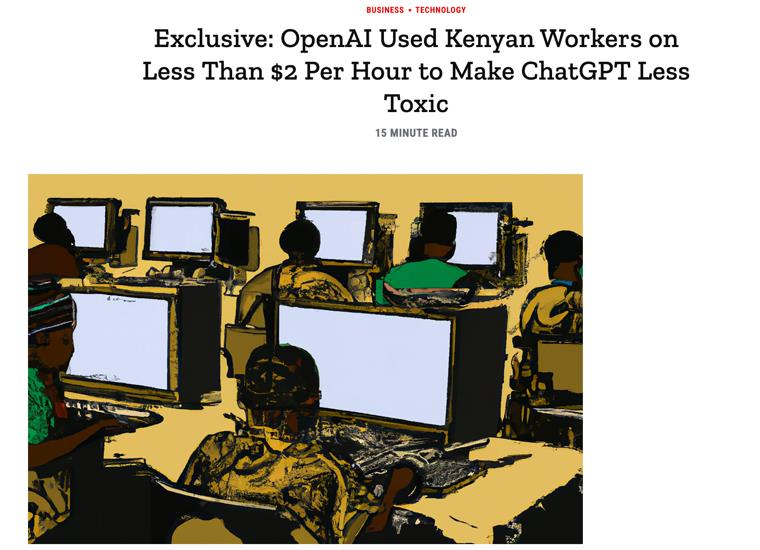 BUSINESS • TECHNOLOGY
Exclusive: OpenAI Used Kenyan Workers on
Less Than $2 Per Hour to Make ChatGPT Less
Toxic
15 MINUTE READ